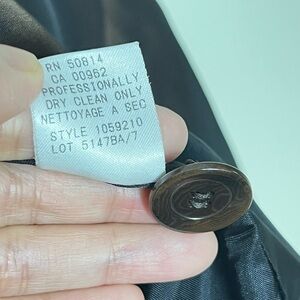 RN 50814
CA 00962
PROFESSIONALLY
DRY CLEAN ONLY
NETTOYAGE A SEC
STYLE 1059210
LOT 5147BA/7